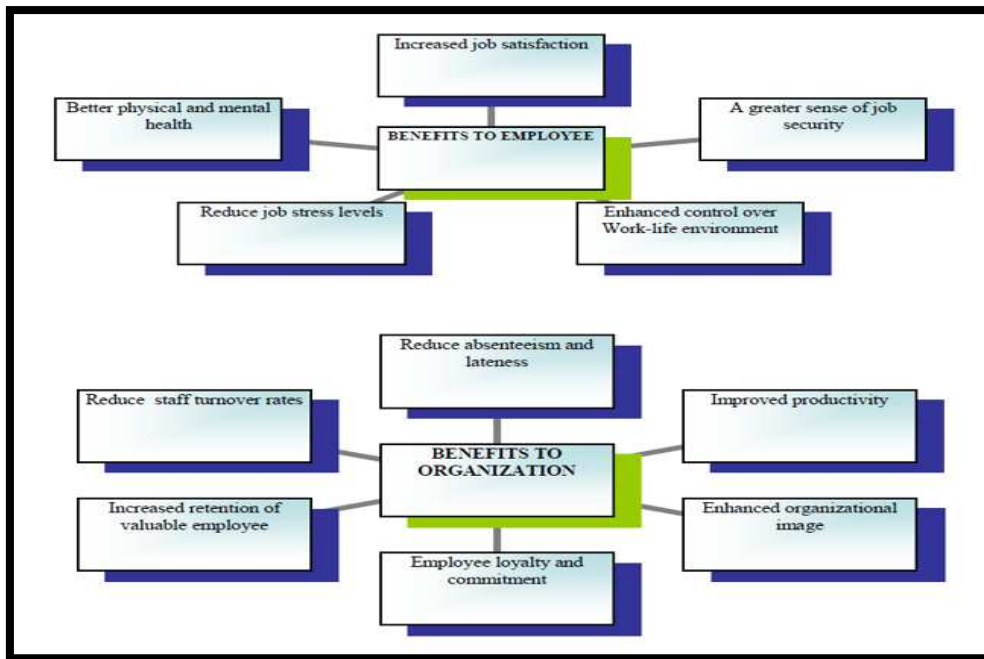 Increased job satisfaction
Better physical and mental
health
BENEFITS TO EMPLOYEE
A greater sense of job
security
Reduce job stress levels
Enhanced control over
Work-life environment
Reduce absenteeism and
lateness
Reduce staff turnover rates
Improved productivity
BENEFITS TO
ORGANIZATION
Increased retention of
valuable employee
Enhanced organizational
image
Employee loyalty and
commitment